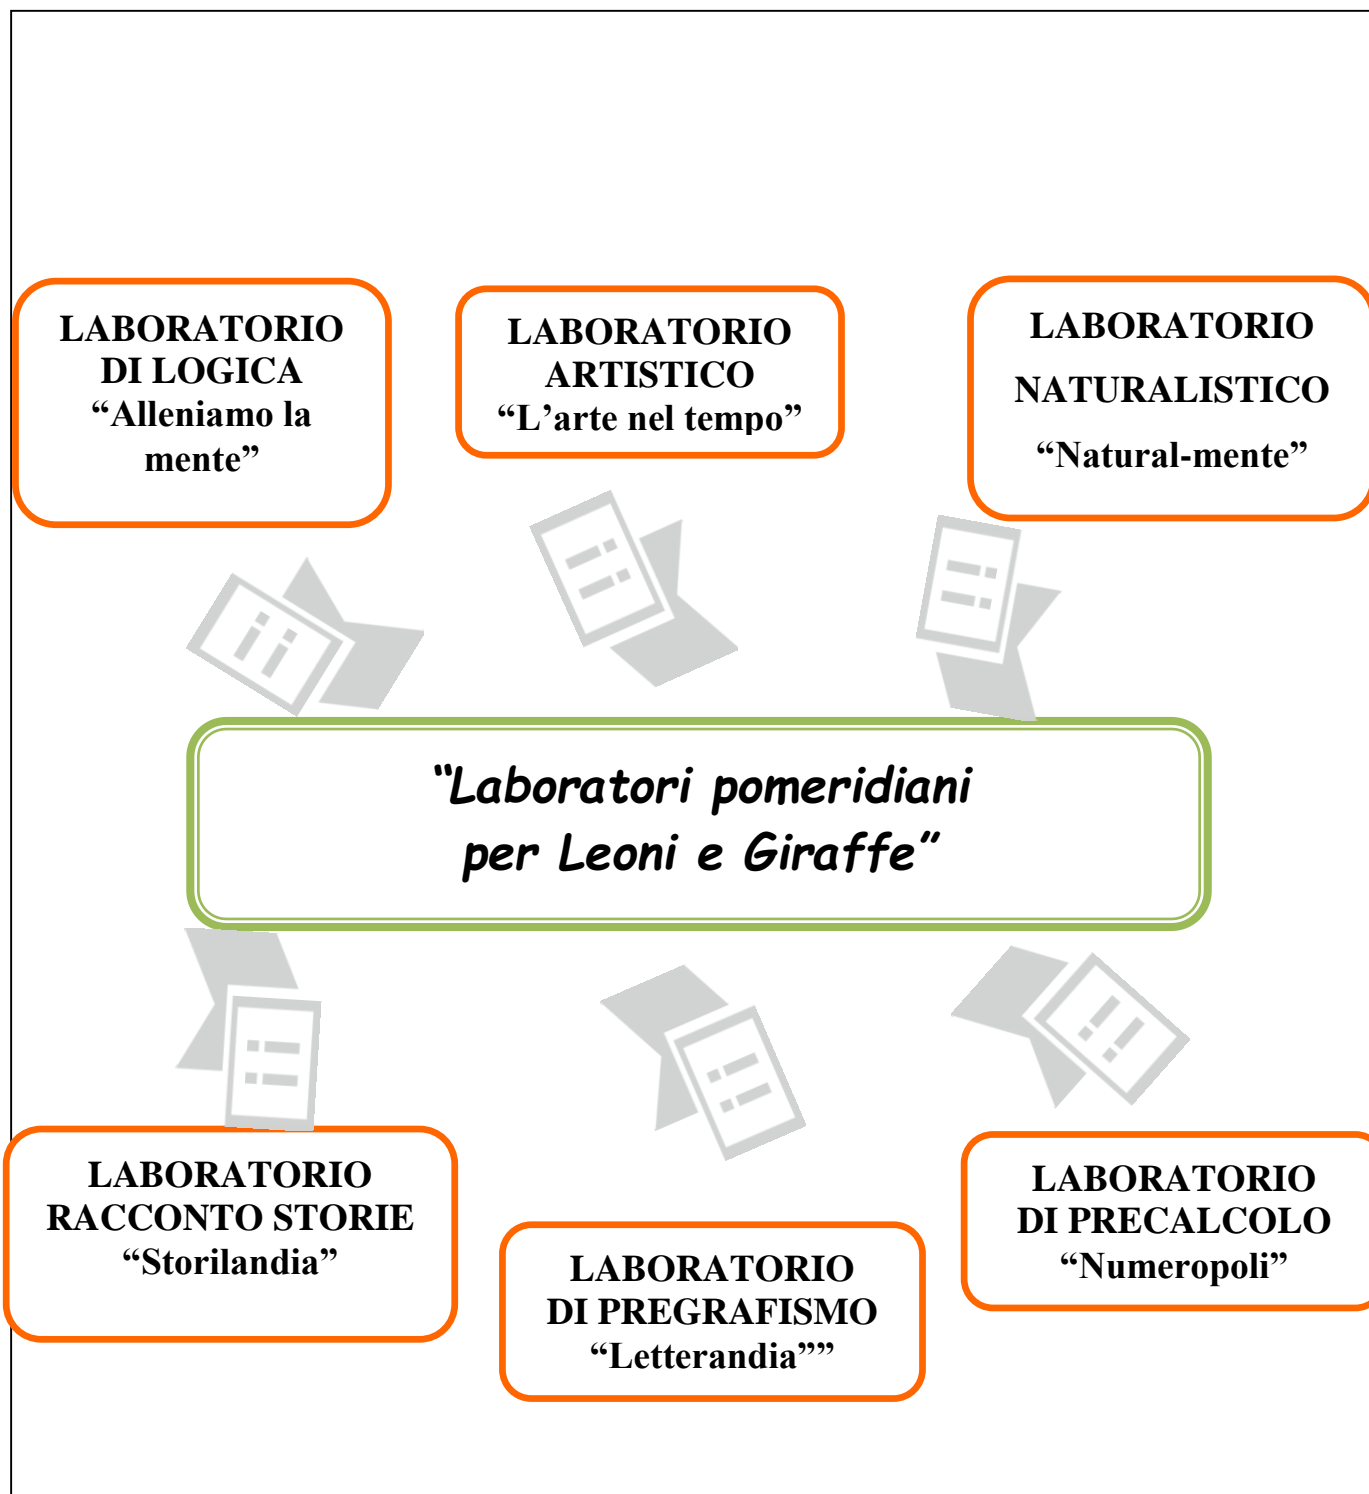 LABORATORIO
DI LOGICA
“Alleniamo la
mente”
LABORATORIO
ARTISTICO
“L’arte nel tempo”
LABORATORIO
NATURALISTICO
“Natural-mente”
“Laboratori pomeridiani
per Leoni e Giraffe”
LABORATORIO
RACCONTO STORIE
“Storilandia”
LABORATORIO
DI PREGRAFISMO
“Letterandia””
LABORATORIO
DI PRECALCOLO
“Numeropoli”